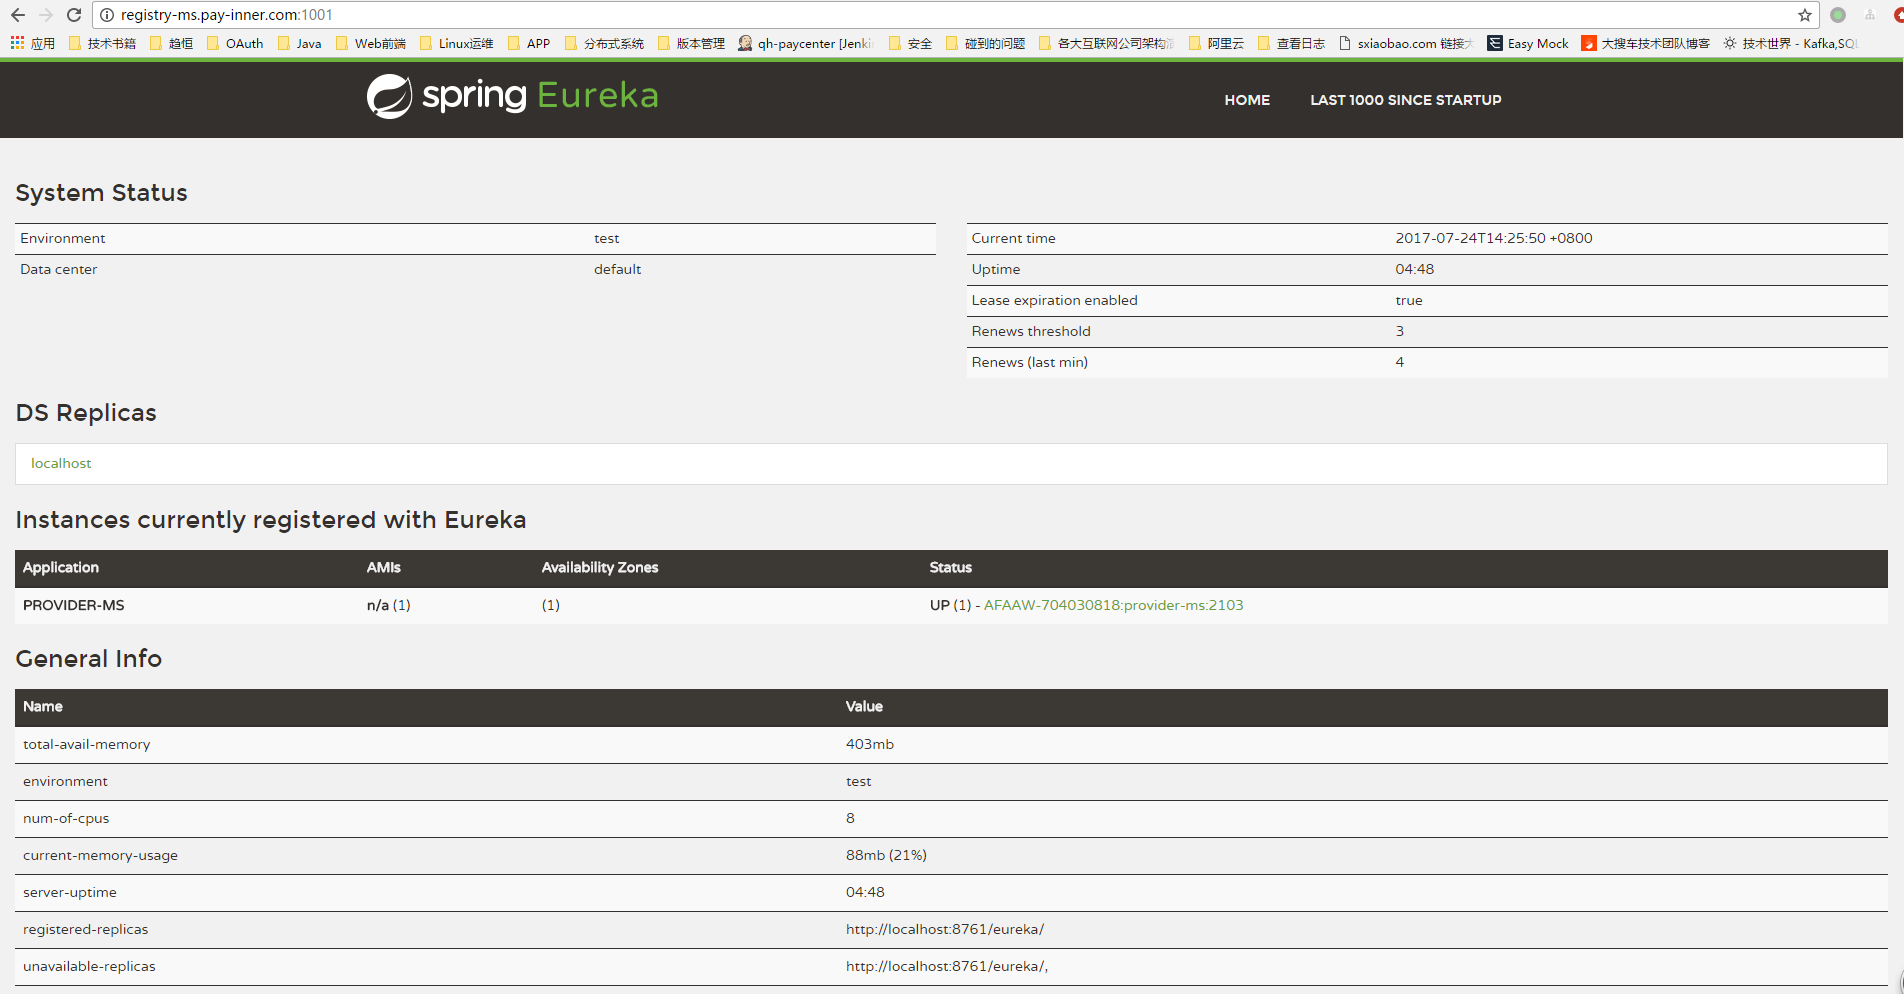 registry-ms.pay-inner.com:1001
应用 技术书籍 趋恒 OAuth Java Web前端 Linux运维 APP 分布式系统 版本管理 qh-paycenter [Jenki 安全 碰到的问题 各大互联网公司架构 阿里云 查看日志 sxiaobao.com 链接 Easy Mock 大搜车技术团队博客 技术世界 - Kafka,SQL
spring Eureka
HOME LAST 1000 SINCE STARTUP
System Status
Environment test
Data center default
Current time 2017-07-24T14:25:50 +0800
Uptime 04:48
Lease expiration enabled true
Renews threshold 3
Renews (last min) 4
DS Replicas
localhost
Instances currently registered with Eureka
Application AMIs Availability Zones Status
PROVIDER-MS n/a (1) (1) UP (1) - AFAAW-704030818:provider-ms:2103
General Info
Name Value
total-avail-memory 403mb
environment test
num-of-cpus 8
current-memory-usage 88mb (21%)
server-uptime 04:48
registered-replicas http://localhost:8761/eureka/
unavailable-replicas http://localhost:8761/eureka/,